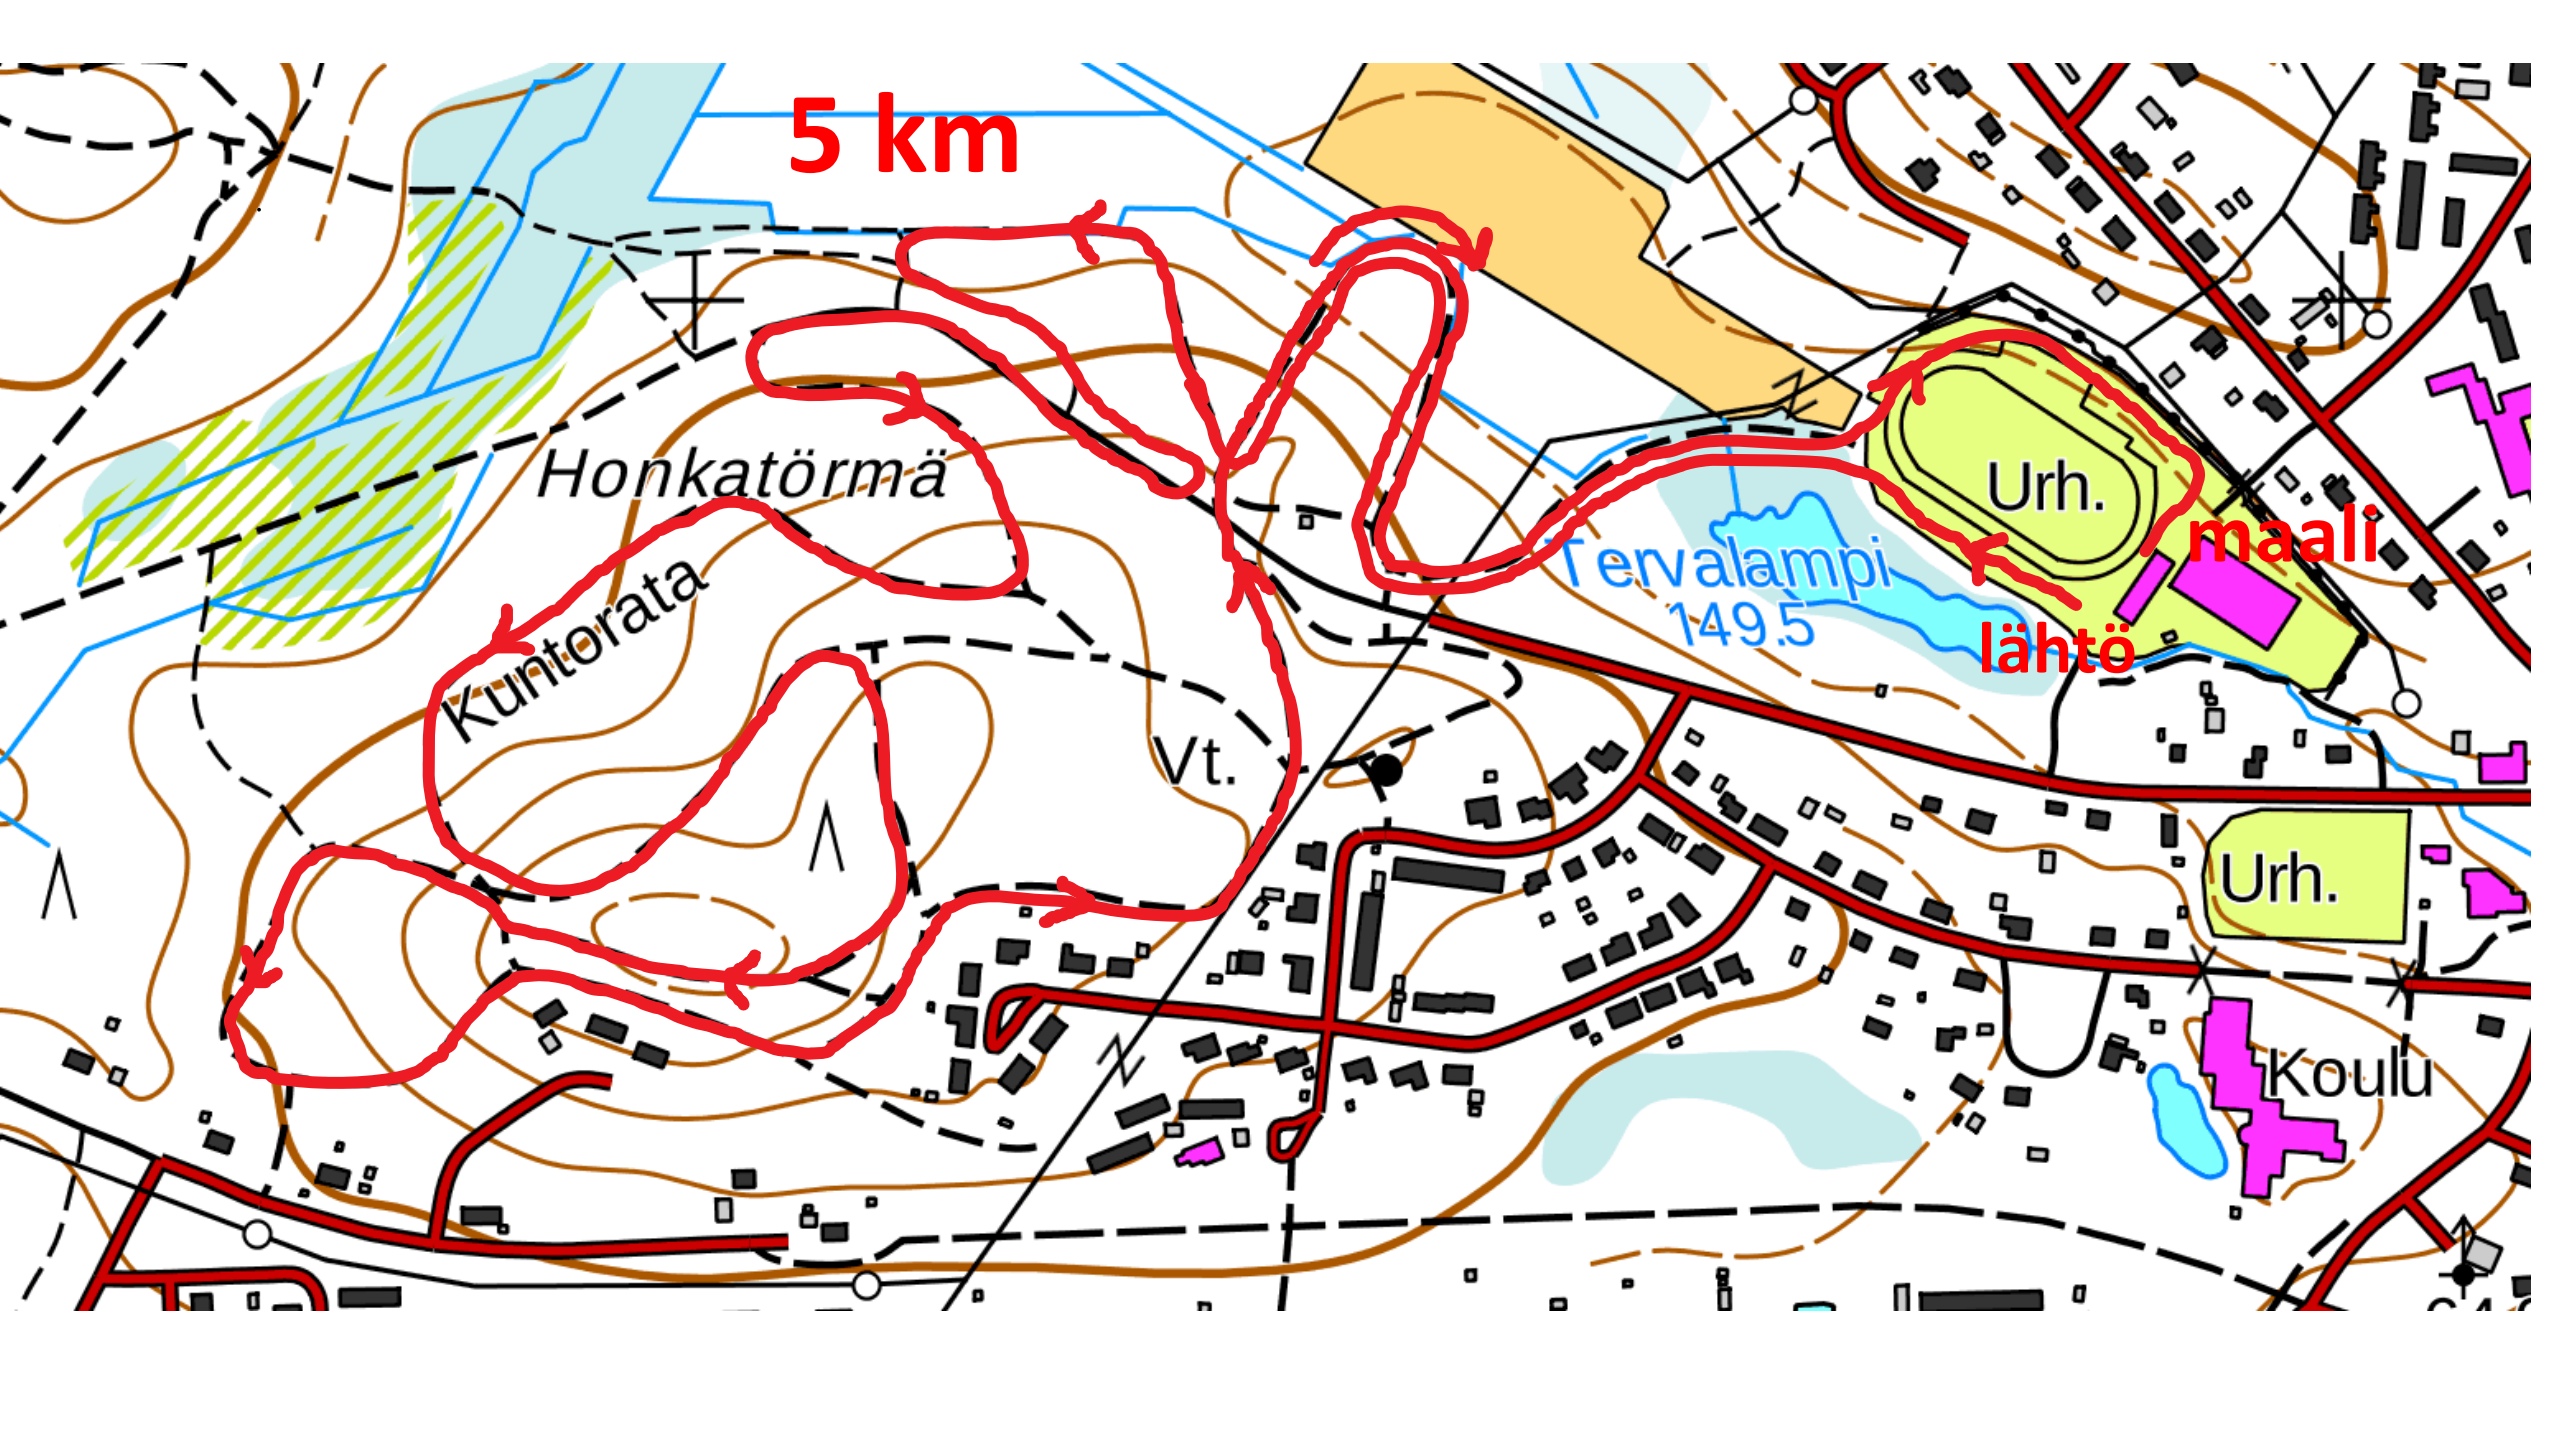 5 km
Honkatörmä
Urh.
maali
Tervalampi
149.5
lähtö
Kuntorata
Vt.
Urh.
Koulu